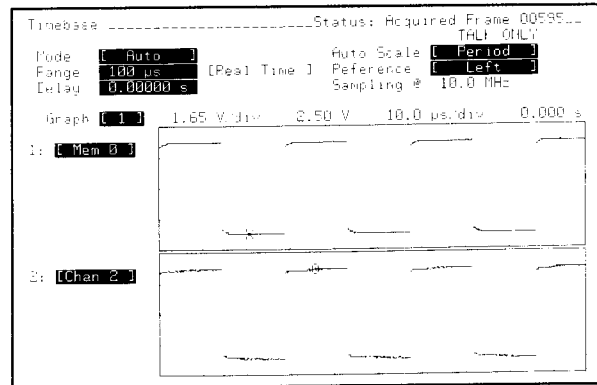 Timebase Status: Acquired Frame 00595
TALK ONLY
Mode [ Auto ] Auto Scale [ Period ]
Range 100 µs [Real Time ] Reference [ Left ]
Delay 0.00000 s Sampling @ 10.0 MHz
Graph [ 1 ] 1.65 V/div 2.50 V 10.0 µs/div 0.000 s
1: [ Mem 0 ]
2: [Chan 2 ]